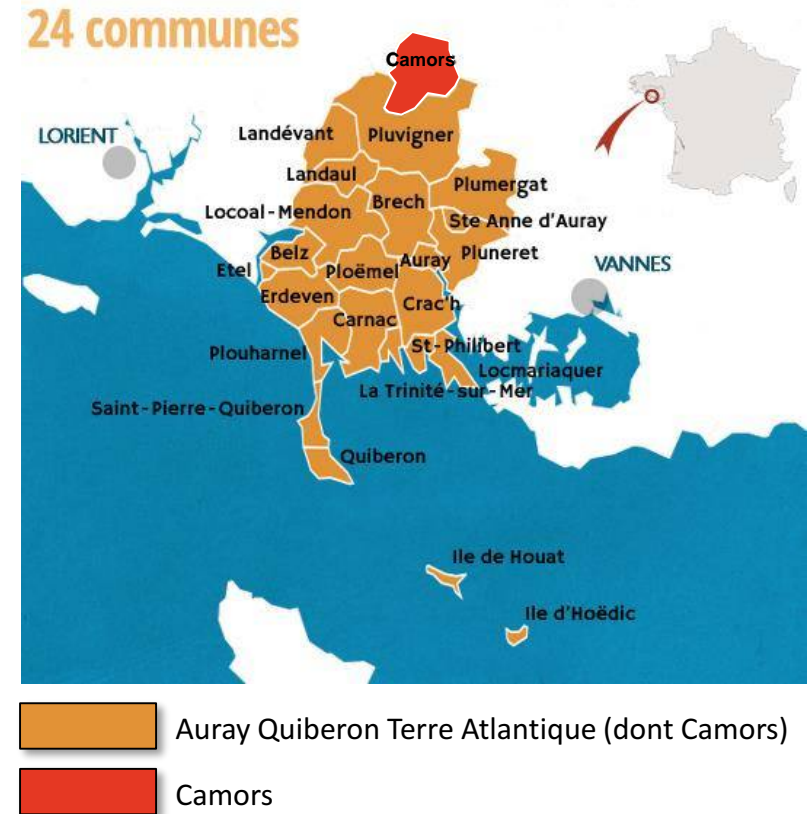 24 communes
Camors
LORIENT
Landévant
Pluvigner
Landaul
Plumergat
Brech
Locoal-Mendon
Ste Anne d'Auray
Belz
Auray
Pluneret
Etel
Ploëmel
VANNES
Erdeven
Crac'h
Carnac
St-Philibert
Plouharnel
Locmariaquer
La Trinité-sur-Mer
Saint-Pierre-Quiberon
Quiberon
Ile de Houat
Ile d'Hoëdic
Auray Quiberon Terre Atlantique (dont Camors)
Camors